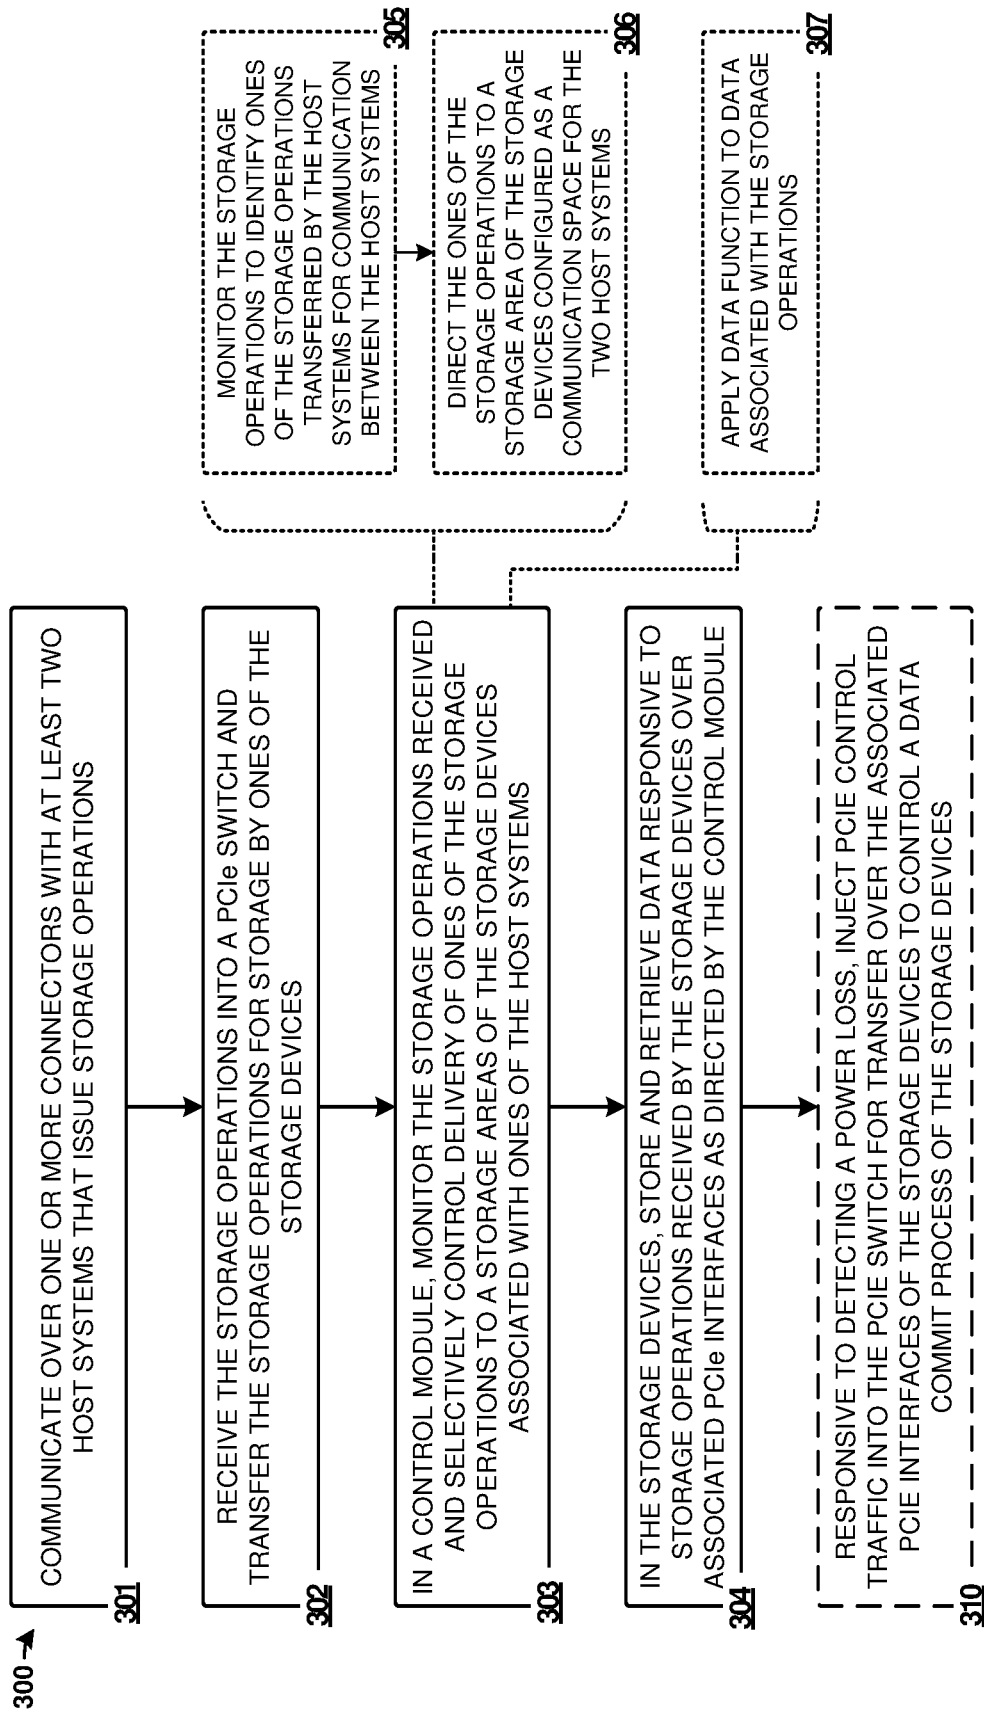 300
COMMUNICATE OVER ONE OR MORE CONNECTORS WITH AT LEAST TWO
HOST SYSTEMS THAT ISSUE STORAGE OPERATIONS
301
RECEIVE THE STORAGE OPERATIONS INTO A PCIe SWITCH AND
TRANSFER THE STORAGE OPERATIONS FOR STORAGE BY ONES OF THE
STORAGE DEVICES
302
IN A CONTROL MODULE, MONITOR THE STORAGE OPERATIONS RECEIVED
AND SELECTIVELY CONTROL DELIVERY OF ONES OF THE STORAGE
OPERATIONS TO A STORAGE AREAS OF THE STORAGE DEVICES
ASSOCIATED WITH ONES OF THE HOST SYSTEMS
303
IN THE STORAGE DEVICES, STORE AND RETRIEVE DATA RESPONSIVE TO
STORAGE OPERATIONS RECEIVED BY THE STORAGE DEVICES OVER
ASSOCIATED PCIe INTERFACES AS DIRECTED BY THE CONTROL MODULE
304
RESPONSIVE TO DETECTING A POWER LOSS, INJECT PCIE CONTROL
TRAFFIC INTO THE PCIE SWITCH FOR TRANSFER OVER THE ASSOCIATED
PCIE INTERFACES OF THE STORAGE DEVICES TO CONTROL A DATA
COMMIT PROCESS OF THE STORAGE DEVICES
310
MONITOR THE STORAGE
OPERATIONS TO IDENTIFY ONES
OF THE STORAGE OPERATIONS
TRANSFERRED BY THE HOST
SYSTEMS FOR COMMUNICATION
BETWEEN THE HOST SYSTEMS
305
DIRECT THE ONES OF THE
STORAGE OPERATIONS TO A
STORAGE AREA OF THE STORAGE
DEVICES CONFIGURED AS A
COMMUNICATION SPACE FOR THE
TWO HOST SYSTEMS
306
APPLY DATA FUNCTION TO DATA
ASSOCIATED WITH THE STORAGE
OPERATIONS
307